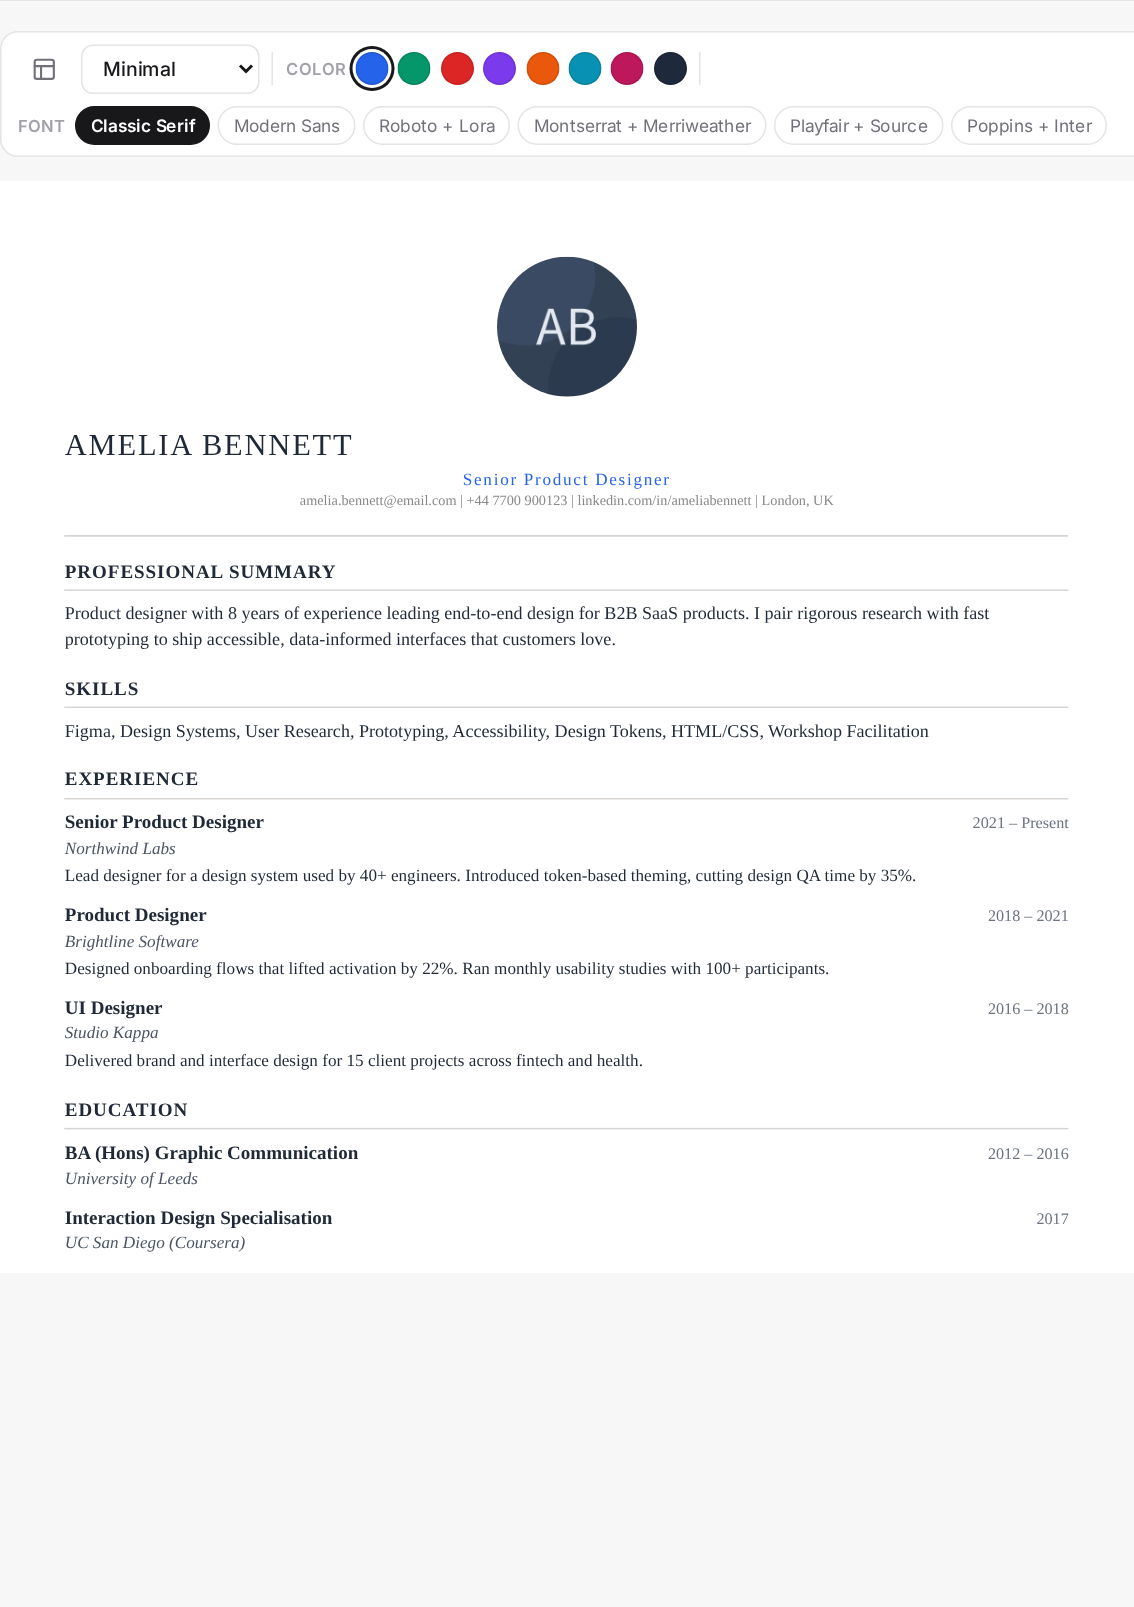 Minimal
COLOR
FONT Classic Serif Modern Sans Roboto + Lora Montserrat + Merriweather Playfair + Source Poppins + Inter
AB
AMELIA BENNETT
Senior Product Designer
amelia.bennett@email.com | +44 7700 900123 | linkedin.com/in/ameliabennett | London, UK
PROFESSIONAL SUMMARY
Product designer with 8 years of experience leading end-to-end design for B2B SaaS products. I pair rigorous research with fast
prototyping to ship accessible, data-informed interfaces that customers love.
SKILLS
Figma, Design Systems, User Research, Prototyping, Accessibility, Design Tokens, HTML/CSS, Workshop Facilitation
EXPERIENCE
Senior Product Designer 2021 – Present
Northwind Labs
Lead designer for a design system used by 40+ engineers. Introduced token-based theming, cutting design QA time by 35%.
Product Designer 2018 – 2021
Brightline Software
Designed onboarding flows that lifted activation by 22%. Ran monthly usability studies with 100+ participants.
UI Designer 2016 – 2018
Studio Kappa
Delivered brand and interface design for 15 client projects across fintech and health.
EDUCATION
BA (Hons) Graphic Communication 2012 – 2016
University of Leeds
Interaction Design Specialisation 2017
UC San Diego (Coursera)